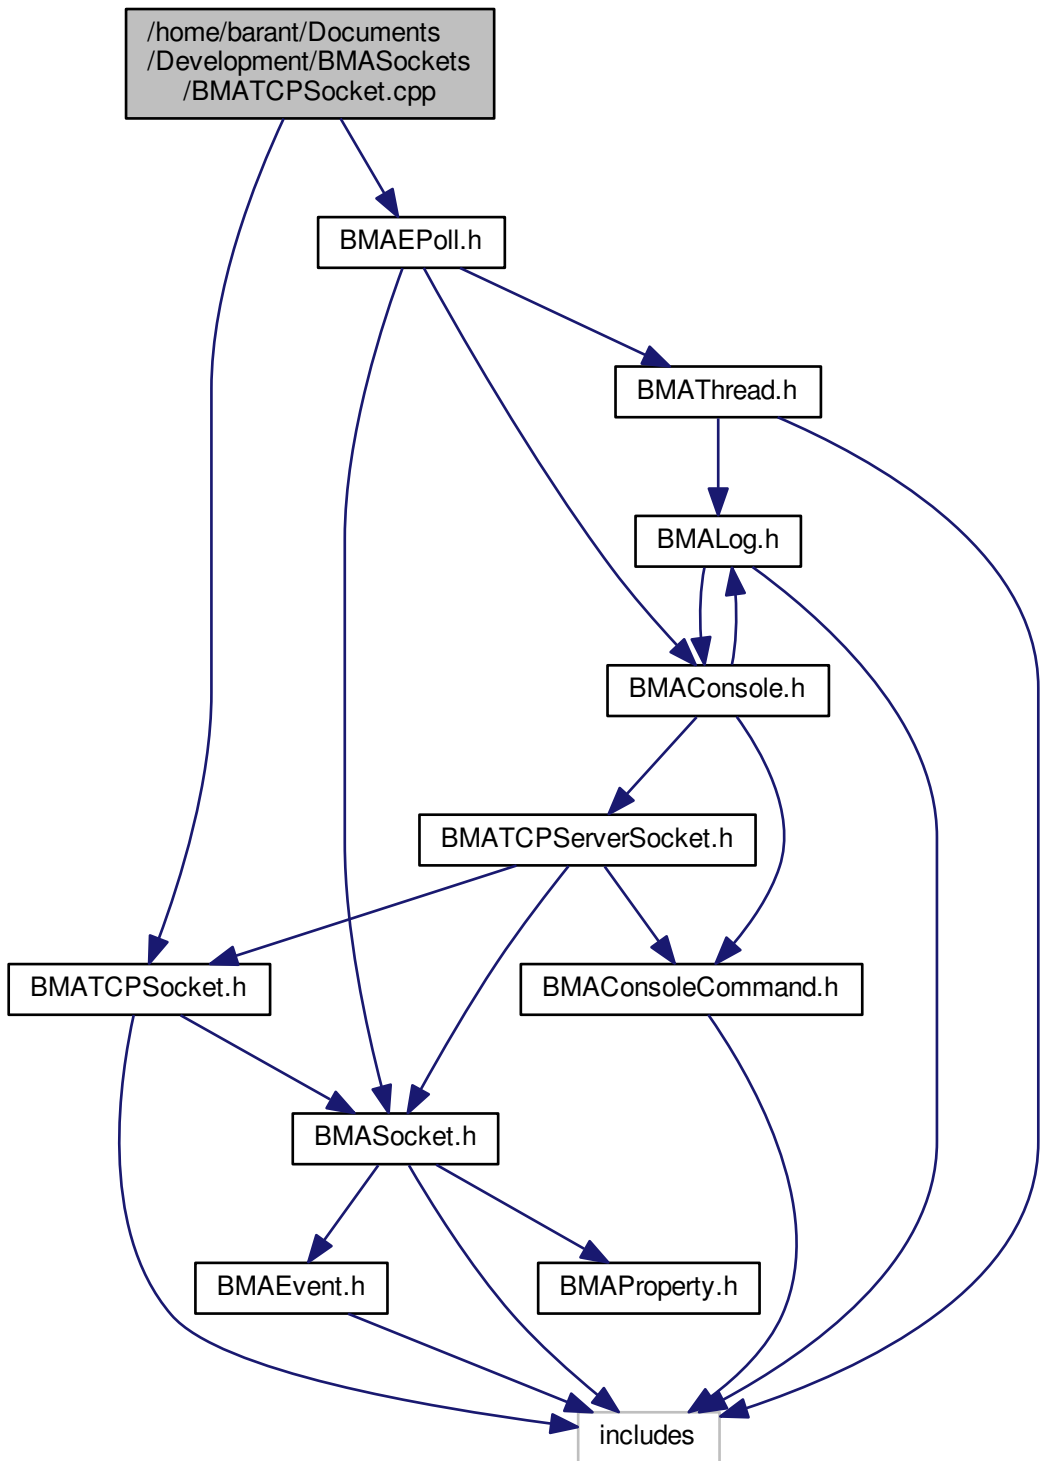 /home/barant/Documents
/Development/BMASockets
/BMATCPSocket.cpp
BMAEPoll.h
BMAThread.h
BMALog.h
BMAConsole.h
BMATCPServerSocket.h
BMATCPSocket.h
BMAConsoleCommand.h
BMASocket.h
BMAEvent.h
BMAProperty.h
includes